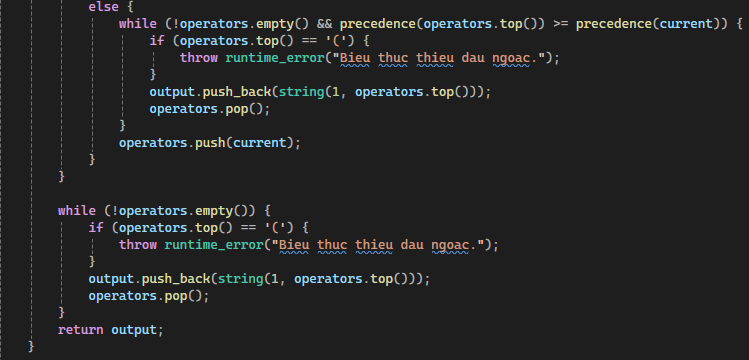 else {
while (!operators.empty() && precedence(operators.top()) >= precedence(current)) {
if (operators.top() == '(') {
throw runtime_error("Bieu thuc thieu dau ngoac.");
}
output.push_back(string(1, operators.top()));
operators.pop();
}
operators.push(current);
}
}
while (!operators.empty()) {
if (operators.top() == '(') {
throw runtime_error("Bieu thuc thieu dau ngoac.");
}
output.push_back(string(1, operators.top()));
operators.pop();
}
return output;
}